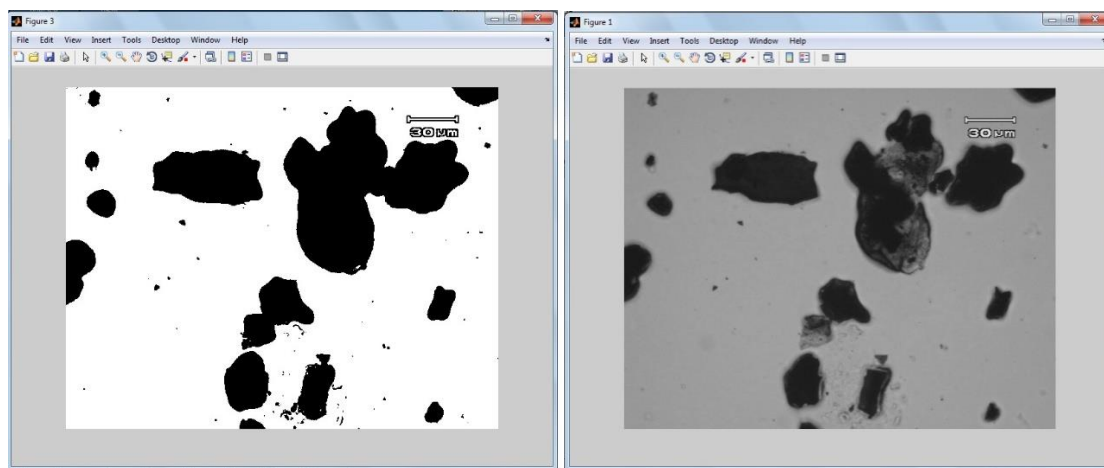 Figure 3
File Edit View Insert Tools Desktop Window Help
30 µm
Figure 1
File Edit View Insert Tools Desktop Window Help
30 µm